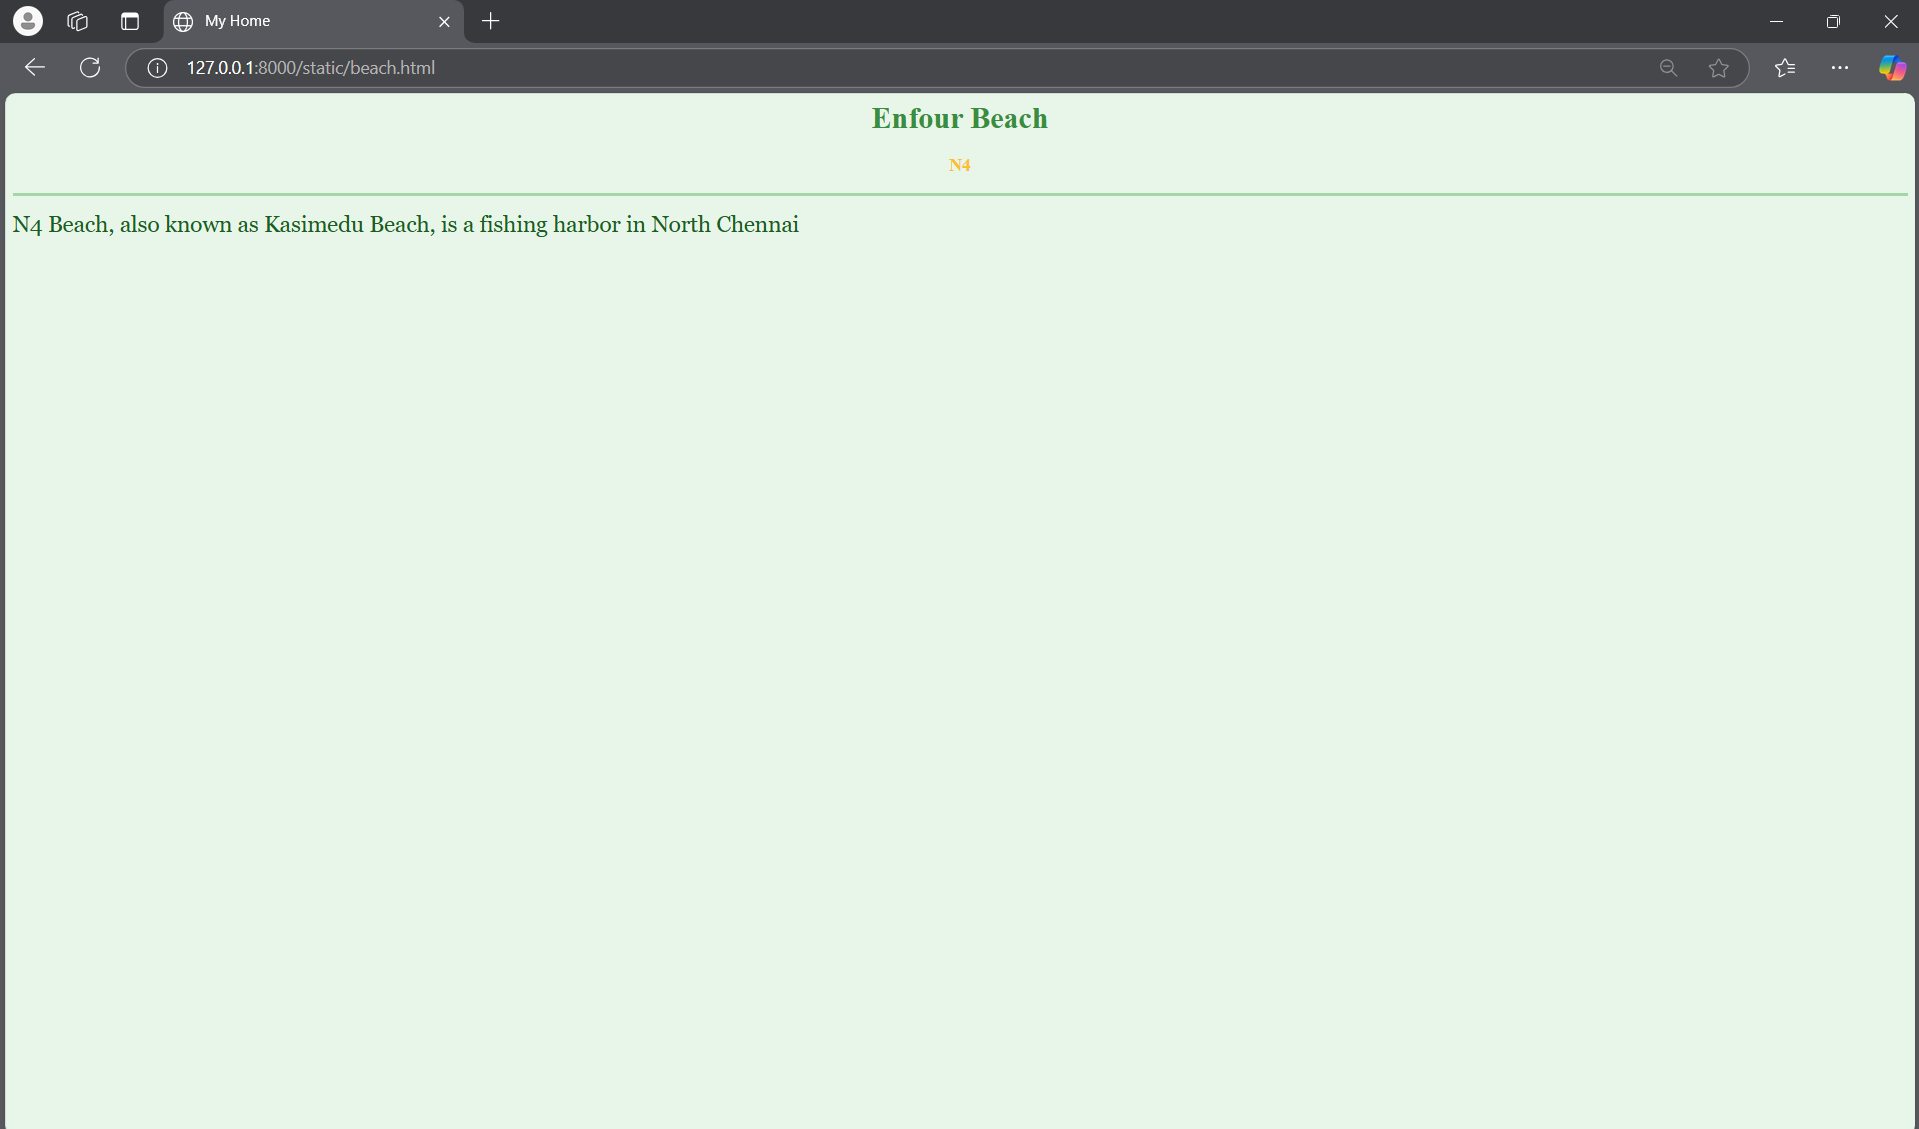 My Home
127.0.0.1:8000/static/beach.html
Enfour Beach
N4
N4 Beach, also known as Kasimedu Beach, is a fishing harbor in North Chennai